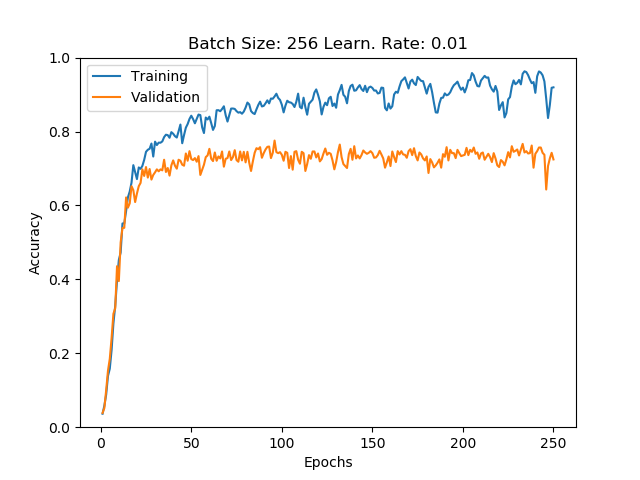 Batch Size: 256 Learn. Rate: 0.01
Training
Validation
1.0
0.8
0.6
0.4
0.2
0.0
Accuracy
0 50 100 150 200 250
Epochs